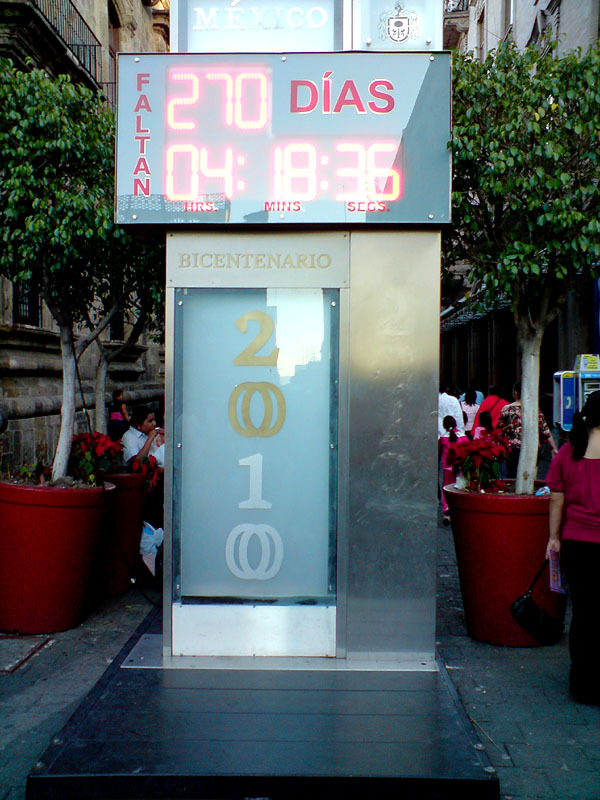 MÉXICO
FALTAN
270 DÍAS
04:18:36
HRS. MINS SEGS.
BICENTENARIO
2
0
1
0